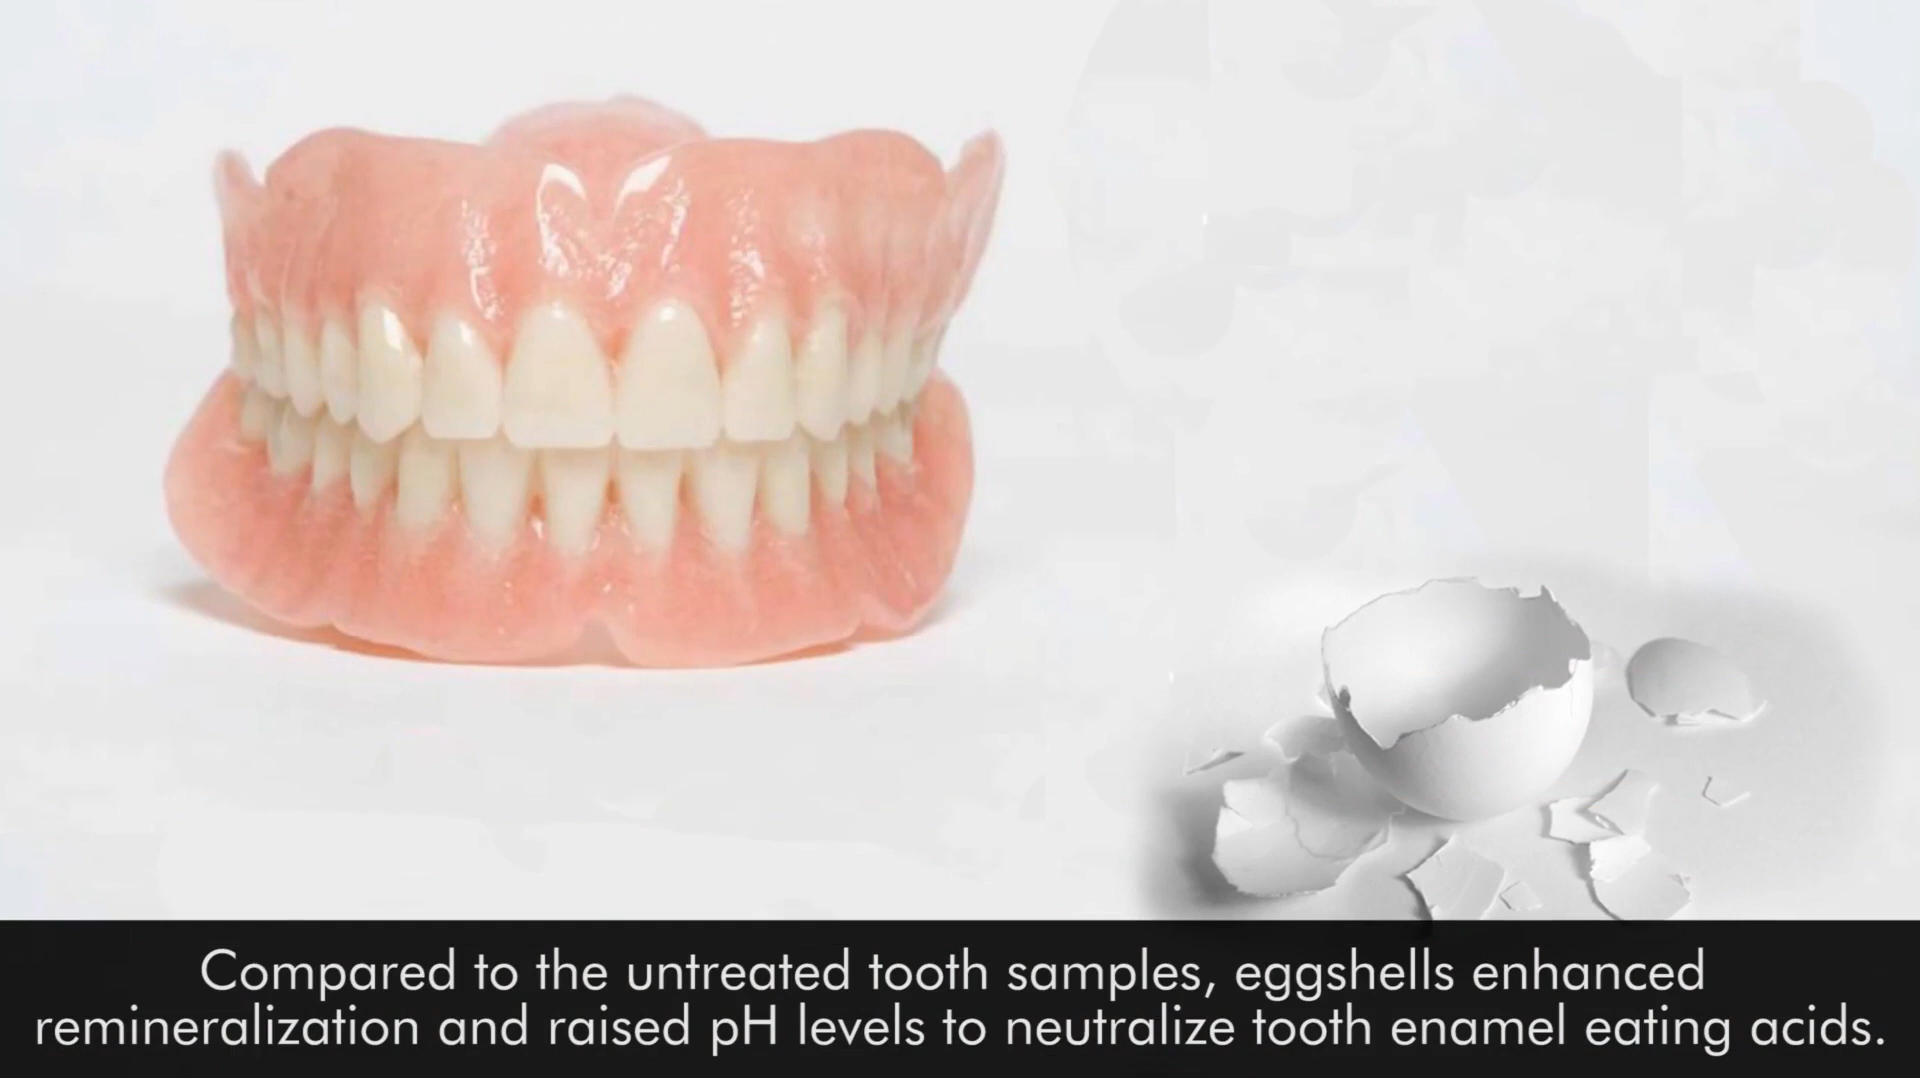 Compared to the untreated tooth samples, eggshells enhanced
remineralization and raised pH levels to neutralize tooth enamel eating acids.